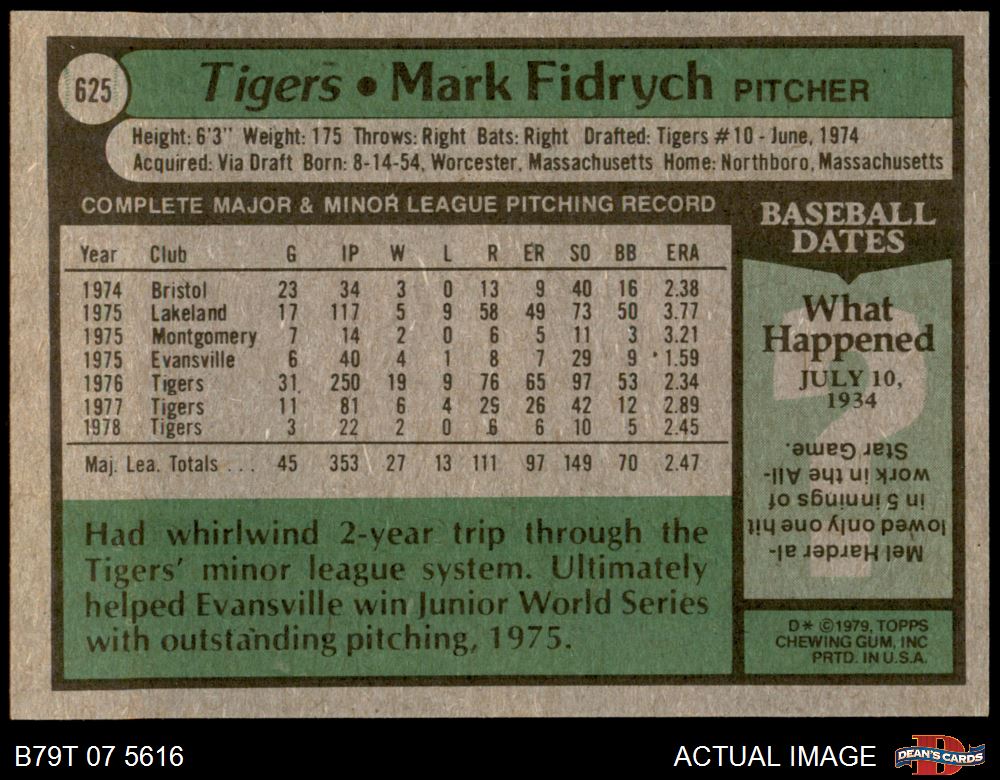 625
Tigers • Mark Fidrych PITCHER
Height: 6'3" Weight: 175 Throws: Right Bats: Right Drafted: Tigers #10 - June, 1974
Acquired: Via Draft Born: 8-14-54, Worcester, Massachusetts Home: Northboro, Massachusetts
COMPLETE MAJOR & MINOR LEAGUE PITCHING RECORD
Year Club G IP W L R ER SO BB ERA
1974 Bristol 23 34 3 0 13 9 40 16 2.38
1975 Lakeland 17 117 5 9 58 49 73 50 3.77
1975 Montgomery 7 14 2 0 6 5 11 3 3.21
1975 Evansville 6 40 4 1 8 7 29 9 1.59
1976 Tigers 31 250 19 9 76 65 97 53 2.34
1977 Tigers 11 81 6 4 29 26 42 12 2.89
1978 Tigers 3 22 2 0 6 6 10 5 2.45
Maj. Lea. Totals . . . 45 353 27 13 111 97 149 70 2.47
Had whirlwind 2-year trip through the
Tigers' minor league system. Ultimately
helped Evansville win Junior World Series
with outstanding pitching, 1975.
BASEBALL
DATES
What
Happened
JULY 10,
1934
Mel Harder al-
lowed only one hit
in 5 innings of
work in the All-
Star Game.
D* ©1979, TOPPS
CHEWING GUM, INC
PRTD. IN U.S.A.
B79T 07 5616
ACTUAL IMAGE
D
DEAN'S CARDS